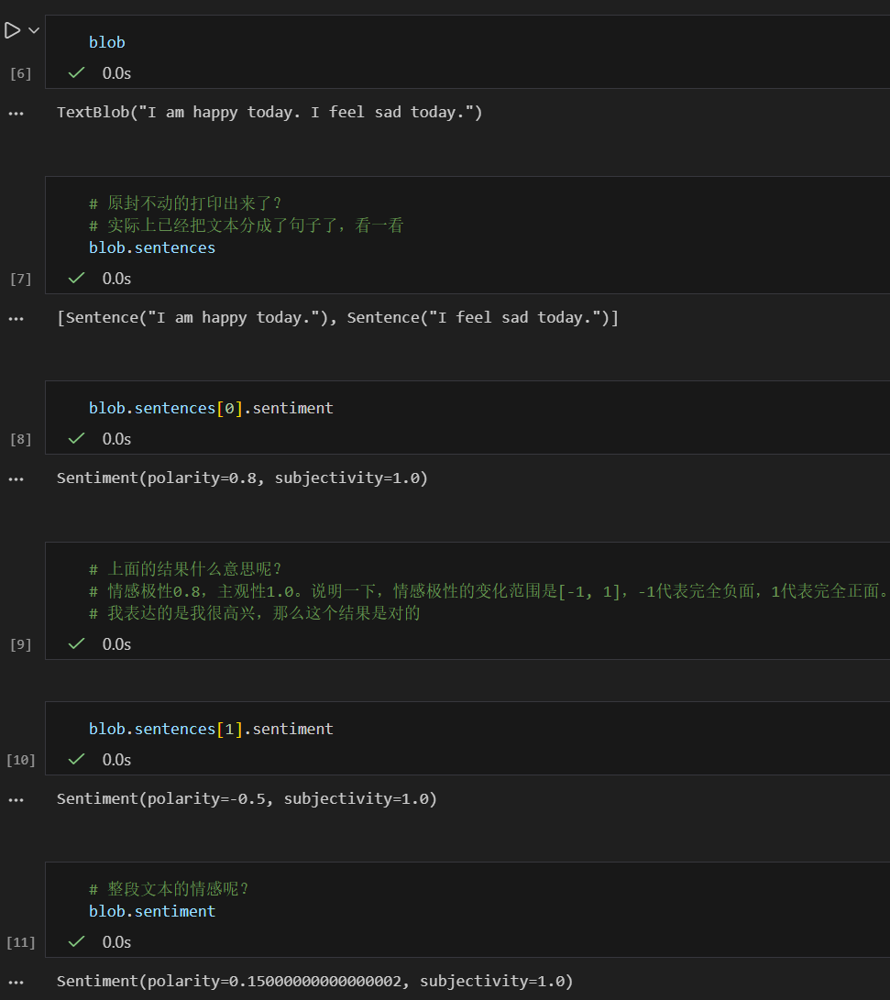 blob
[6]
0.0s
TextBlob("I am happy today. I feel sad today.")
# 原封不动的打印出来了?
# 实际上已经把文本分成了句子了，看一看
blob.sentences
[7]
0.0s
[Sentence("I am happy today."), Sentence("I feel sad today.")]
blob.sentences[0].sentiment
[8]
0.0s
Sentiment(polarity=0.8, subjectivity=1.0)
# 上面的结果什么意思呢?
# 情感极性0.8，主观性1.0。说明一下，情感极性的变化范围是[-1, 1]，-1代表完全负面，1代表完全正面。
# 我表达的是我很高兴，那么这个结果是对的
[9]
0.0s
blob.sentences[1].sentiment
[10]
0.0s
Sentiment(polarity=-0.5, subjectivity=1.0)
# 整段文本的情感呢?
blob.sentiment
[11]
0.0s
Sentiment(polarity=0.15000000000000002, subjectivity=1.0)